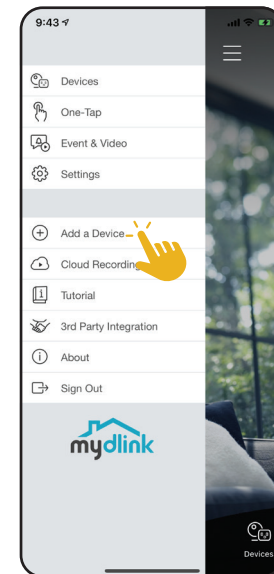 9:43
Devices
One-Tap
Event & Video
Settings
Add a Device
Cloud Recording
Tutorial
3rd Party Integration
About
Sign Out
mydlink
Devices